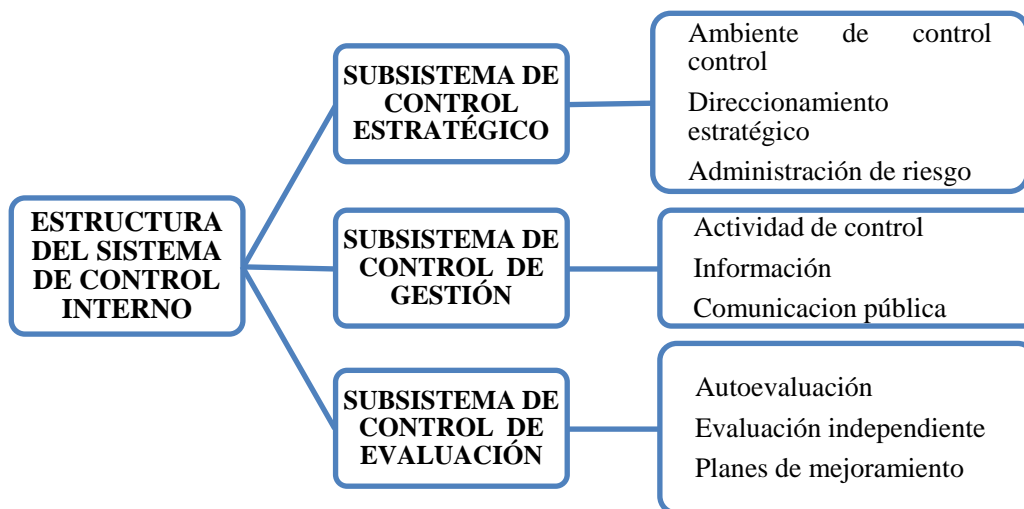 ESTRUCTURA
DEL SISTEMA
DE CONTROL
INTERNO
SUBSISTEMA DE
CONTROL
ESTRATÉGICO
Ambiente de control
control
Direccionamiento
estratégico
Administración de riesgo
SUBSISTEMA DE
CONTROL DE
GESTIÓN
Actividad de control
Información
Comunicacion pública
SUBSISTEMA DE
CONTROL DE
EVALUACIÓN
Autoevaluación
Evaluación independiente
Planes de mejoramiento